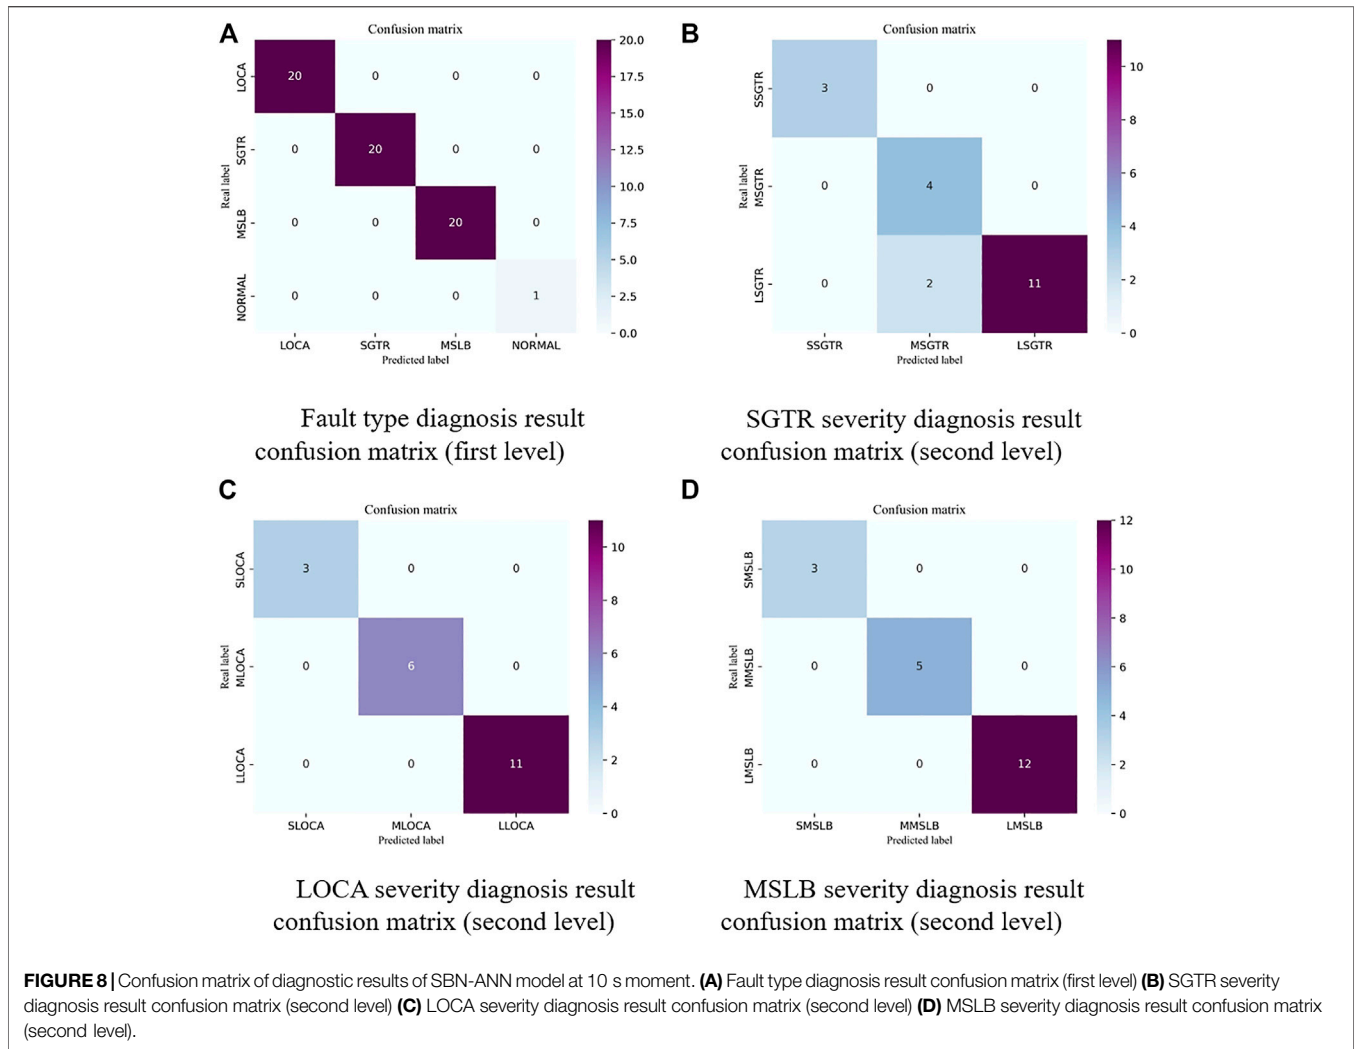 A
Confusion matrix
LOCA
SGTR
MSLB
NORMAL
Real label
20 0 0 0
0 20 0 0
0 0 20 0
0 0 0 1
LOCA SGTR MSLB NORMAL
Predicted label
20.0
17.5
15.0
12.5
10.0
7.5
5.0
2.5
0.0
Fault type diagnosis result
confusion matrix (first level)
B
Confusion matrix
SSGTR
MSGTR
LSGTR
Real label
3 0 0
0 4 0
0 2 11
SSGTR MSGTR LSGTR
Predicted label
10
8
6
4
2
0
SGTR severity diagnosis result
confusion matrix (second level)
C
Confusion matrix
SLOCA
MLOCA
LLOCA
Real label
3 0 0
0 6 0
0 0 11
SLOCA MLOCA LLOCA
Predicted label
10
8
6
4
2
0
LOCA severity diagnosis result
confusion matrix (second level)
D
Confusion matrix
SMSLB
MMSLB
LMSLB
Real label
3 0 0
0 5 0
0 0 12
SMSLB MMSLB LMSLB
Predicted label
12
10
8
6
4
2
0
MSLB severity diagnosis result
confusion matrix (second level)
FIGURE 8 | Confusion matrix of diagnostic results of SBN-ANN model at 10 s moment. (A) Fault type diagnosis result confusion matrix (first level) (B) SGTR severity
diagnosis result confusion matrix (second level) (C) LOCA severity diagnosis result confusion matrix (second level) (D) MSLB severity diagnosis result confusion matrix
(second level).